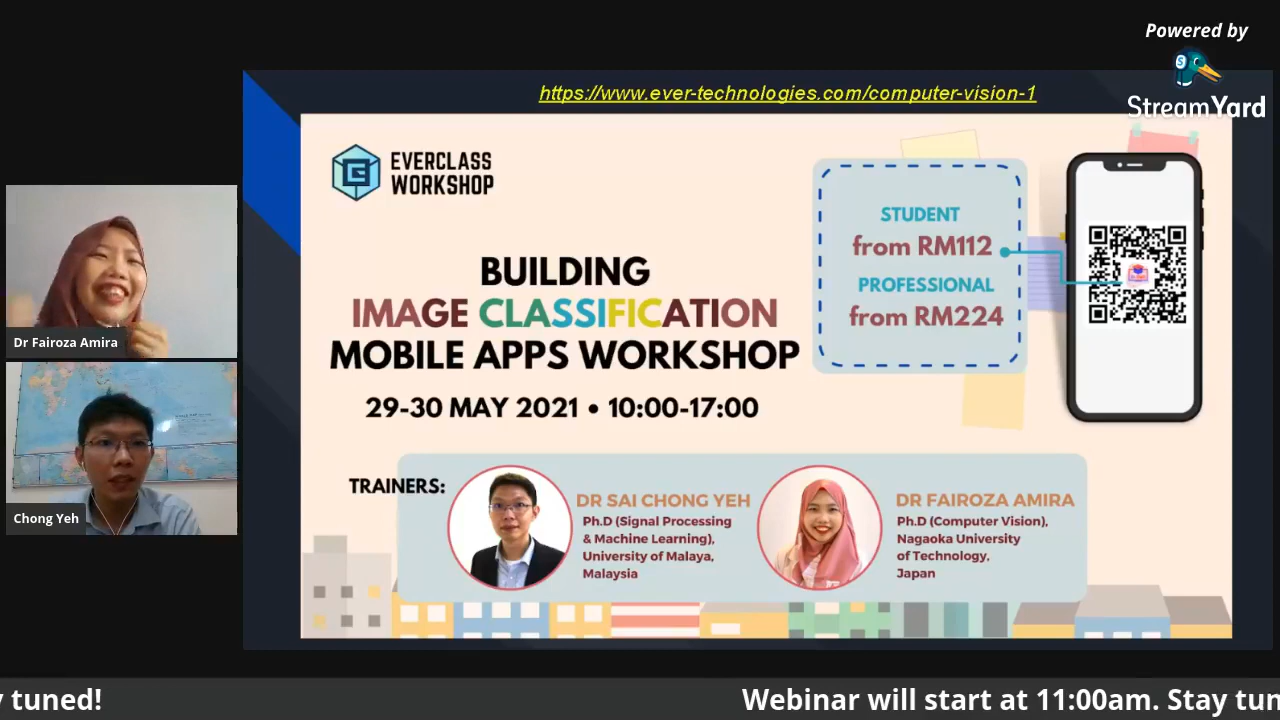 Powered by
StreamYard
https://www.ever-technologies.com/computer-vision-1
EVERCLASS
WORKSHOP
STUDENT
from RM112
PROFESSIONAL
from RM224
BUILDING
IMAGE CLASSIFICATION
MOBILE APPS WORKSHOP
29-30 MAY 2021 • 10:00-17:00
TRAINERS:
DR SAI CHONG YEH
Ph.D (Signal Processing
& Machine Learning),
University of Malaya,
Malaysia
DR FAIROZA AMIRA
Ph.D (Computer Vision),
Nagaoka University
of Technology,
Japan
Dr Fairoza Amira
Chong Yeh
y tuned!
Webinar will start at 11:00am. Stay tun